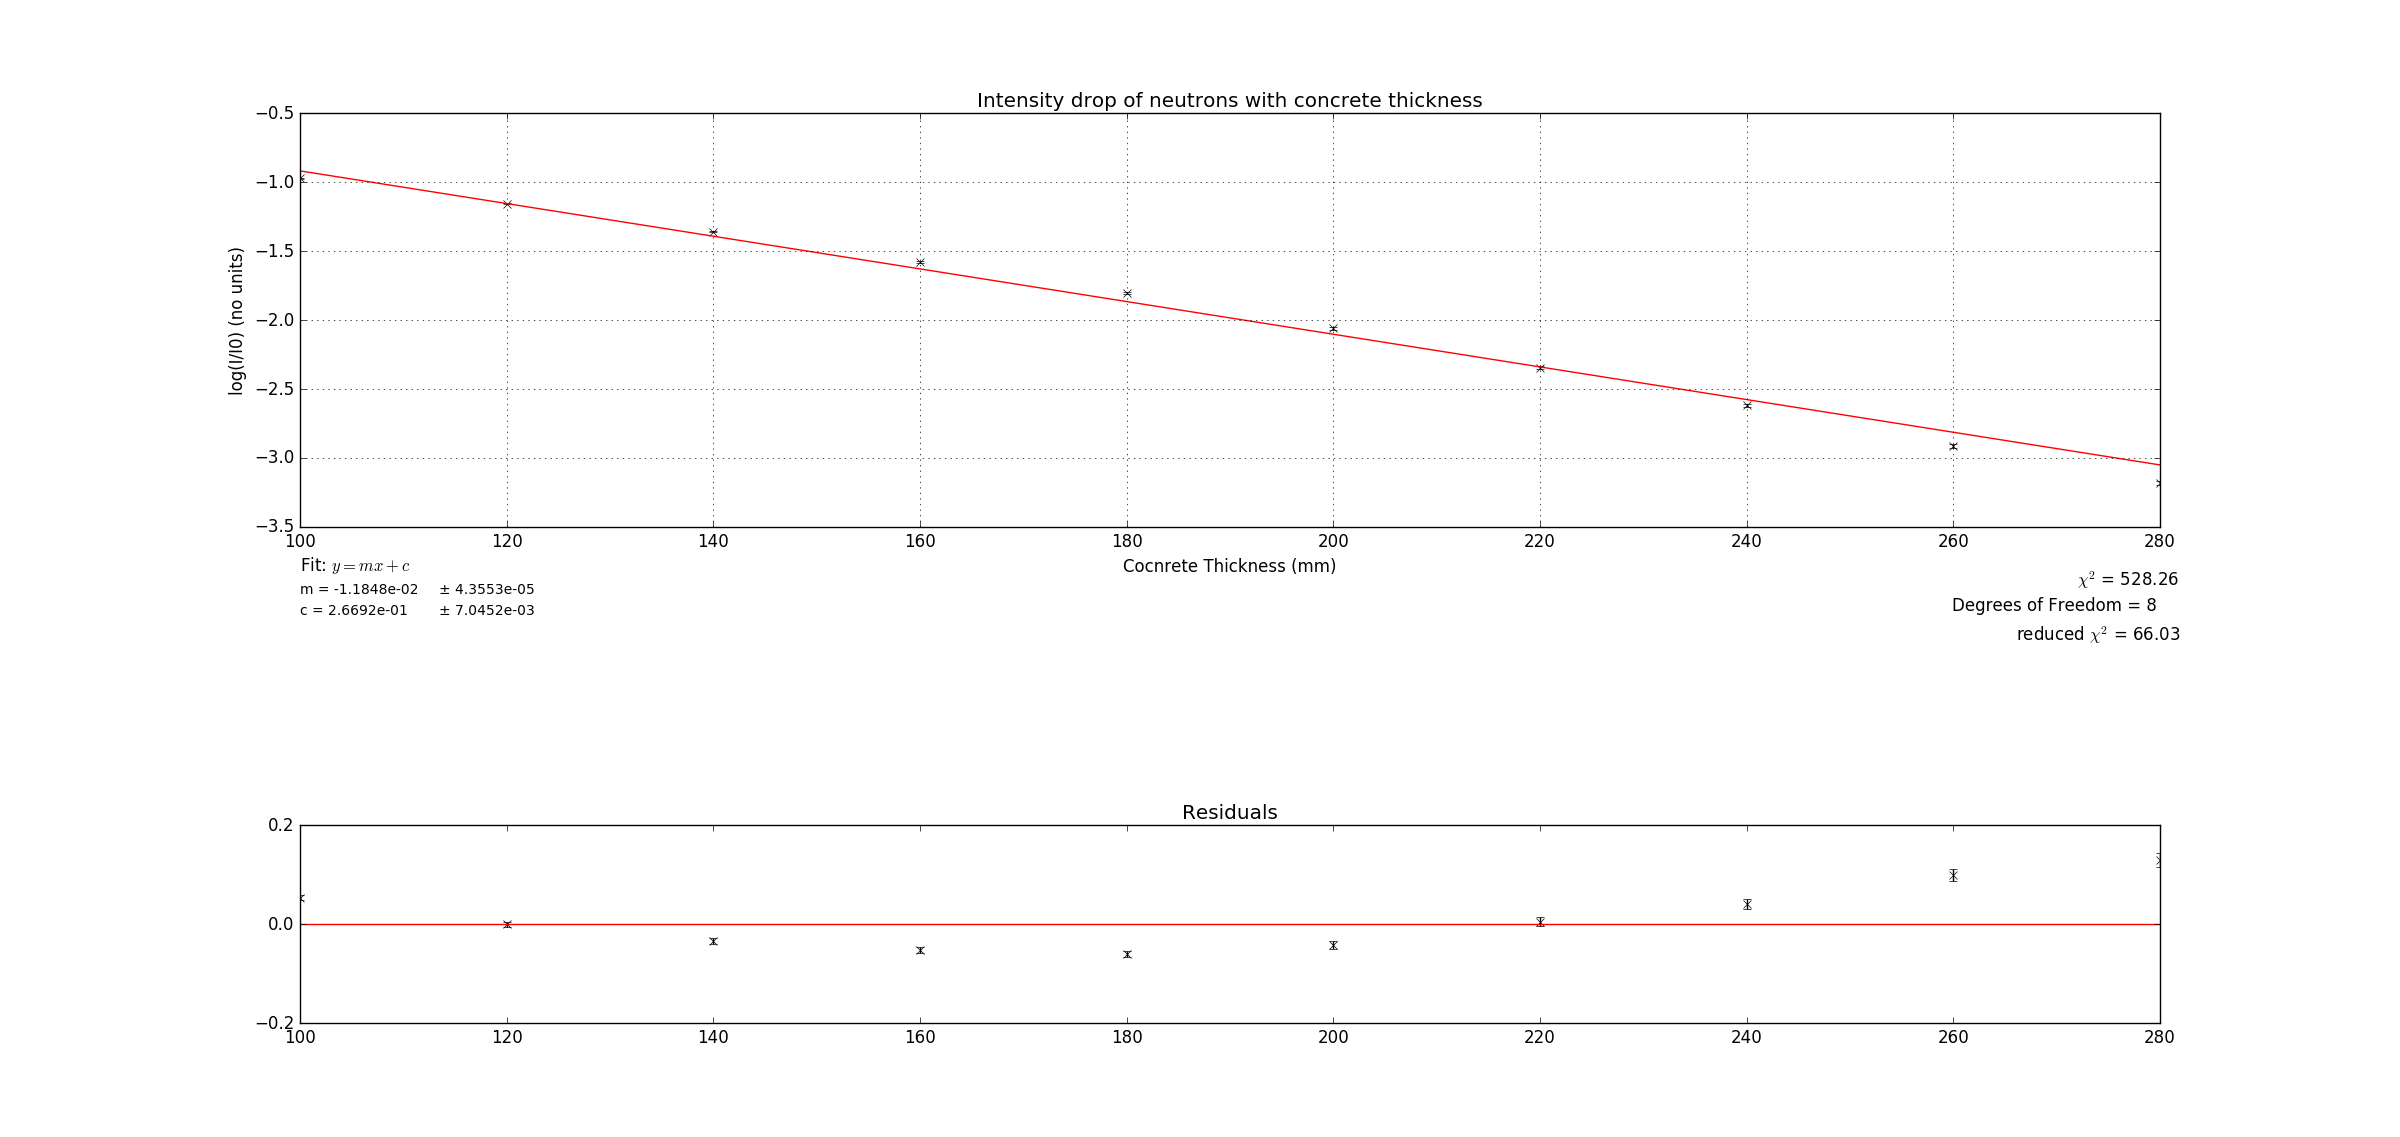 Intensity drop of neutrons with concrete thickness
−0.5
−1.0
−1.5
−2.0
−2.5
−3.0
−3.5
log(I/I0) (no units)
100 120 140 160 180 200 220 240 260 280
Cocnrete Thickness (mm)
Fit: y = mx + c
m = -1.1848e-02 ± 4.3553e-05
c = 2.6692e-01 ± 7.0452e-03
χ² = 528.26
Degrees of Freedom = 8
reduced χ² = 66.03
Residuals
0.2
0.0
−0.2
100 120 140 160 180 200 220 240 260 280